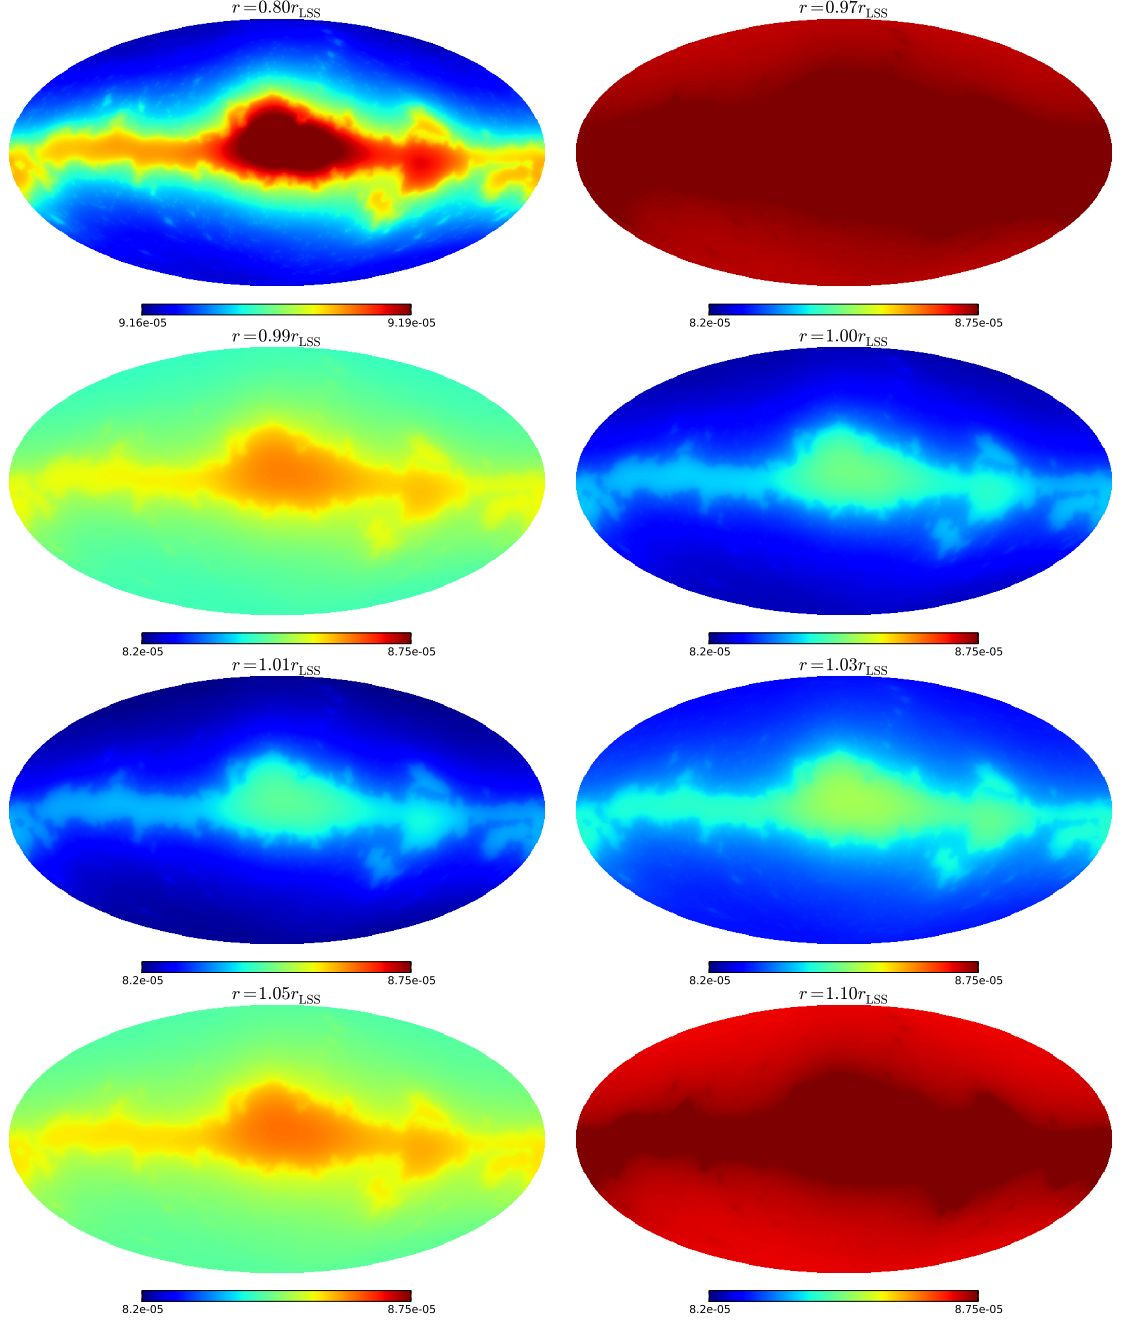 r = 0.80r_LSS
r = 0.97r_LSS
9.16e-05 9.19e-05
8.2e-05 8.75e-05
r = 0.99r_LSS
r = 1.00r_LSS
8.2e-05 8.75e-05
8.2e-05 8.75e-05
r = 1.01r_LSS
r = 1.03r_LSS
8.2e-05 8.75e-05
8.2e-05 8.75e-05
r = 1.05r_LSS
r = 1.10r_LSS
8.2e-05 8.75e-05
8.2e-05 8.75e-05